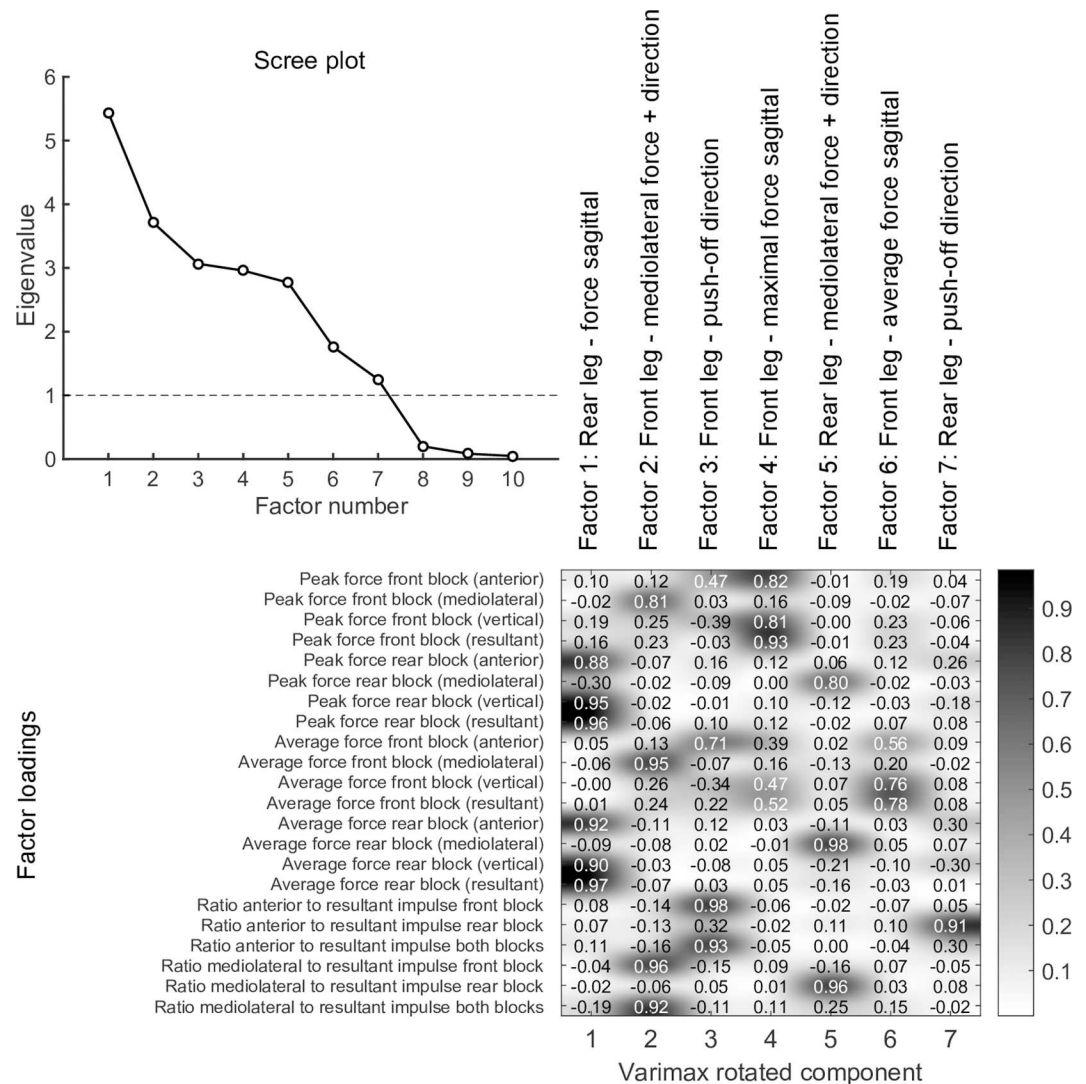 Scree plot
6
5
4
3
2
1
0
Eigenvalue
1 2 3 4 5 6 7 8 9 10
Factor number
Factor 1: Rear leg - force sagittal
Factor 2: Front leg - mediolateral force + direction
Factor 3: Front leg - push-off direction
Factor 4: Front leg - maximal force sagittal
Factor 5: Rear leg - mediolateral force + direction
Factor 6: Front leg - average force sagittal
Factor 7: Rear leg - push-off direction
Factor loadings
Peak force front block (anterior) 0.10 0.12 0.47 0.82 -0.01 0.19 0.04
Peak force front block (mediolateral) -0.02 0.81 0.03 0.16 -0.09 -0.02 -0.07
Peak force front block (vertical) 0.19 0.25 -0.39 0.81 -0.00 0.23 -0.06
Peak force front block (resultant) 0.16 0.23 -0.03 0.93 -0.01 0.23 -0.04
Peak force rear block (anterior) 0.88 -0.07 0.16 0.12 0.06 0.12 0.26
Peak force rear block (mediolateral) -0.30 -0.02 -0.09 0.00 0.80 -0.02 -0.03
Peak force rear block (vertical) 0.95 -0.02 -0.01 0.10 -0.12 -0.03 -0.18
Peak force rear block (resultant) 0.96 -0.06 0.10 0.12 -0.02 0.07 0.08
Average force front block (anterior) 0.05 0.13 0.71 0.39 0.02 0.56 0.09
Average force front block (mediolateral) -0.06 0.95 -0.07 0.16 -0.13 0.20 -0.02
Average force front block (vertical) -0.00 0.26 -0.34 0.47 0.07 0.76 0.08
Average force front block (resultant) 0.01 0.24 0.22 0.52 0.05 0.78 0.08
Average force rear block (anterior) 0.92 -0.11 0.12 0.03 -0.11 0.03 0.30
Average force rear block (mediolateral) -0.09 -0.08 0.02 -0.01 0.98 0.05 0.07
Average force rear block (vertical) 0.90 -0.03 -0.08 0.05 -0.21 -0.10 -0.30
Average force rear block (resultant) 0.97 -0.07 0.03 0.05 -0.16 -0.03 0.01
Ratio anterior to resultant impulse front block 0.08 -0.14 0.98 -0.06 -0.02 -0.07 0.05
Ratio anterior to resultant impulse rear block 0.07 -0.13 0.32 -0.02 0.11 0.10 0.91
Ratio anterior to resultant impulse both blocks 0.11 -0.16 0.93 -0.05 0.00 -0.04 0.30
Ratio mediolateral to resultant impulse front block -0.04 0.96 -0.15 0.09 -0.16 0.07 -0.05
Ratio mediolateral to resultant impulse rear block -0.02 -0.06 0.05 0.01 0.96 0.03 0.08
Ratio mediolateral to resultant impulse both blocks -0.19 0.92 -0.11 0.11 0.25 0.15 -0.02
1 2 3 4 5 6 7
Varimax rotated component
0.9
0.8
0.7
0.6
0.5
0.4
0.3
0.2
0.1